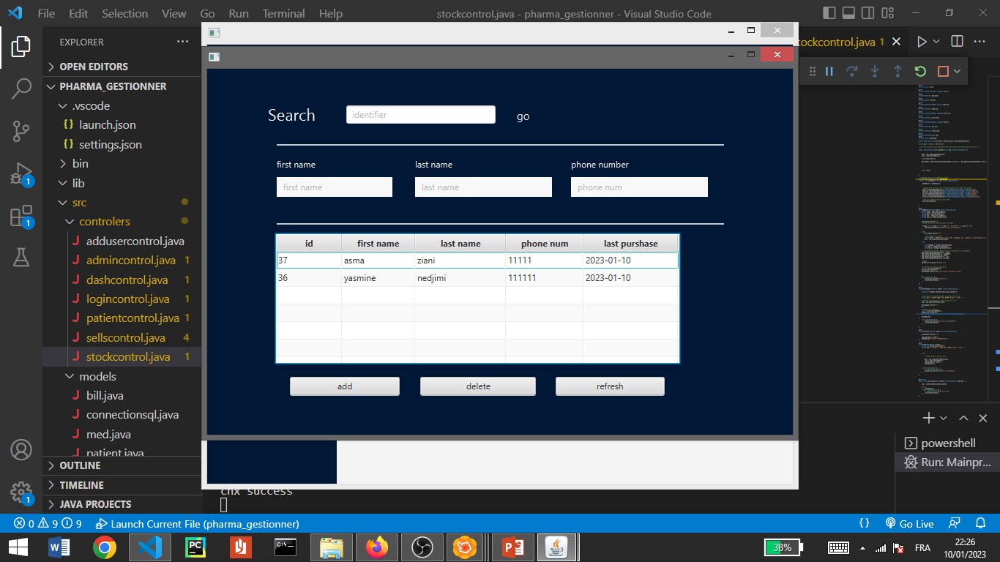 File Edit Selection View Go Run Terminal Help
stockcontrol.java - pharma_gestionner - Visual Studio Code
EXPLORER
OPEN EDITORS
PHARMA_GESTIONNER
.vscode
{} launch.json
{} settings.json
bin
lib
src
controlers
J addusercontrol.java
J admincontrol.java 1
J dashcontrol.java 1
J logincontrol.java 1
J patientcontrol.java 1
J sellscontrol.java 4
J stockcontrol.java 1
models
J bill.java
J connectionsql.java
J med.java
J patient.java
OUTLINE
TIMELINE
JAVA PROJECTS
1
1
1
tockcontrol.java 1
Search identifier go
first name last name phone number
first name last name phone num
id first name last name phone num last purshase
37 asma ziani 11111 2023-01-10
36 yasmine nedjimi 111111 2023-01-10
add delete refresh
cnx success
powershell
Run: Mainpr...
0 9 9 Launch Current File (pharma_gestionner)
{} Go Live
38% FRA 22:26
10/01/2023